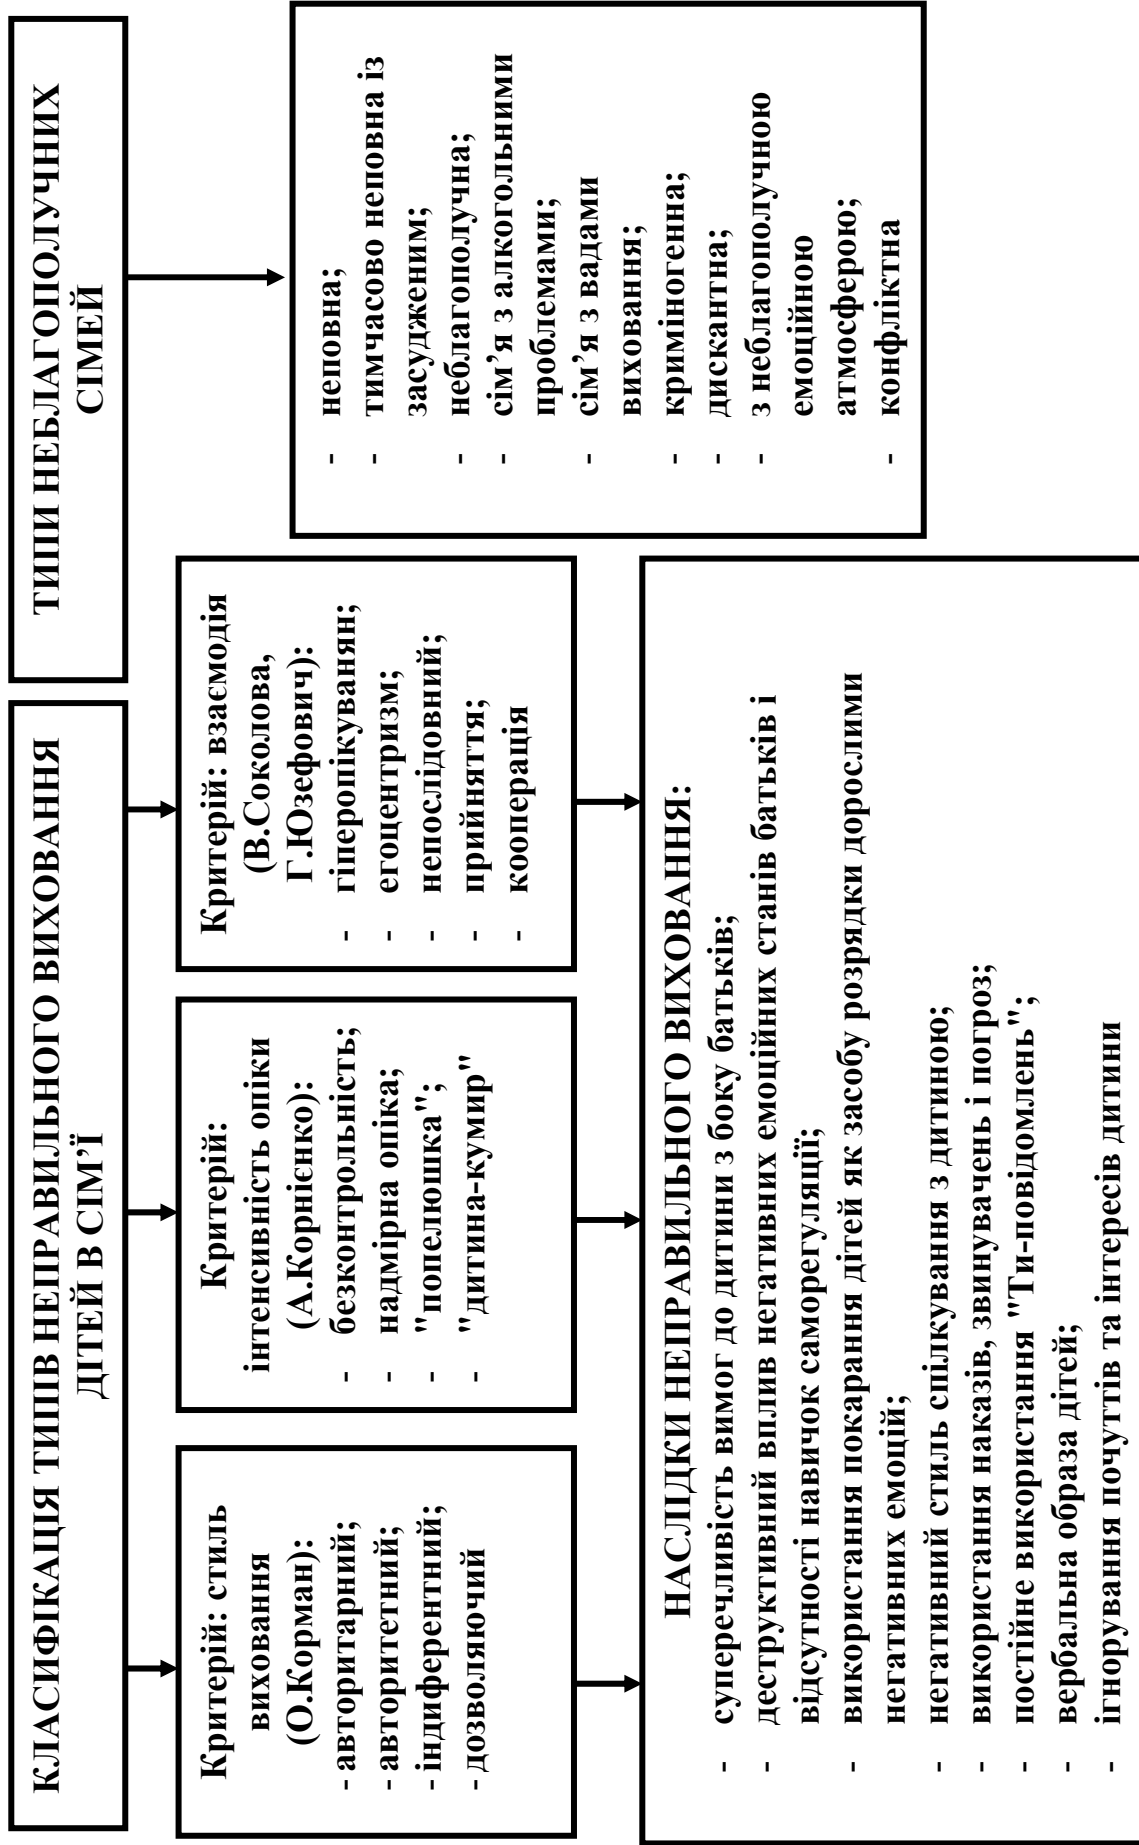 КЛАСИФІКАЦІЯ ТИПІВ НЕПРАВИЛЬНОГО ВИХОВАННЯ
ДІТЕЙ В СІМ'Ї
ТИПИ НЕБЛАГОПОЛУЧНИХ
СІМЕЙ
Критерій: стиль
виховання
(О.Корман):
- авторитарний;
- авторитетний;
- індиферентний;
- дозволяючий
Критерій:
інтенсивність опіки
(А.Корнієнко):
- безконтрольність;
надмірна опіка;
- "попелюшка";
- "дитина-кумир"
Критерій: взаємодія
(В.Соколова,
Г.Юзефович):
- гіперопікуванян;
- егоцентризм;
- непослідовний;
- прийняття;
- кооперація
- неповна;
- тимчасово неповна із
засудженим;
- неблагополучна;
- сім'я з алкогольними
проблемами;
- сім'я з вадами
виховання;
- криміногенна;
- дискантна;
- з неблагополучною
емоційною
атмосферою;
- конфліктна
НАСЛІДКИ НЕПРАВИЛЬНОГО ВИХОВАННЯ:
- суперечливість вимог до дитини з боку батьків;
- деструктивний вплив негативних емоційних станів батьків і
відсутності навичок саморегуляції;
- використання покарання дітей як засобу розрядки дорослими
негативних емоцій;
- негативний стиль спілкування з дитиною;
- використання наказів, звинувачень і погроз;
- постійне використання "Ти-повідомлень";
- вербальна образа дітей;
- ігнорування почуттів та інтересів дитини